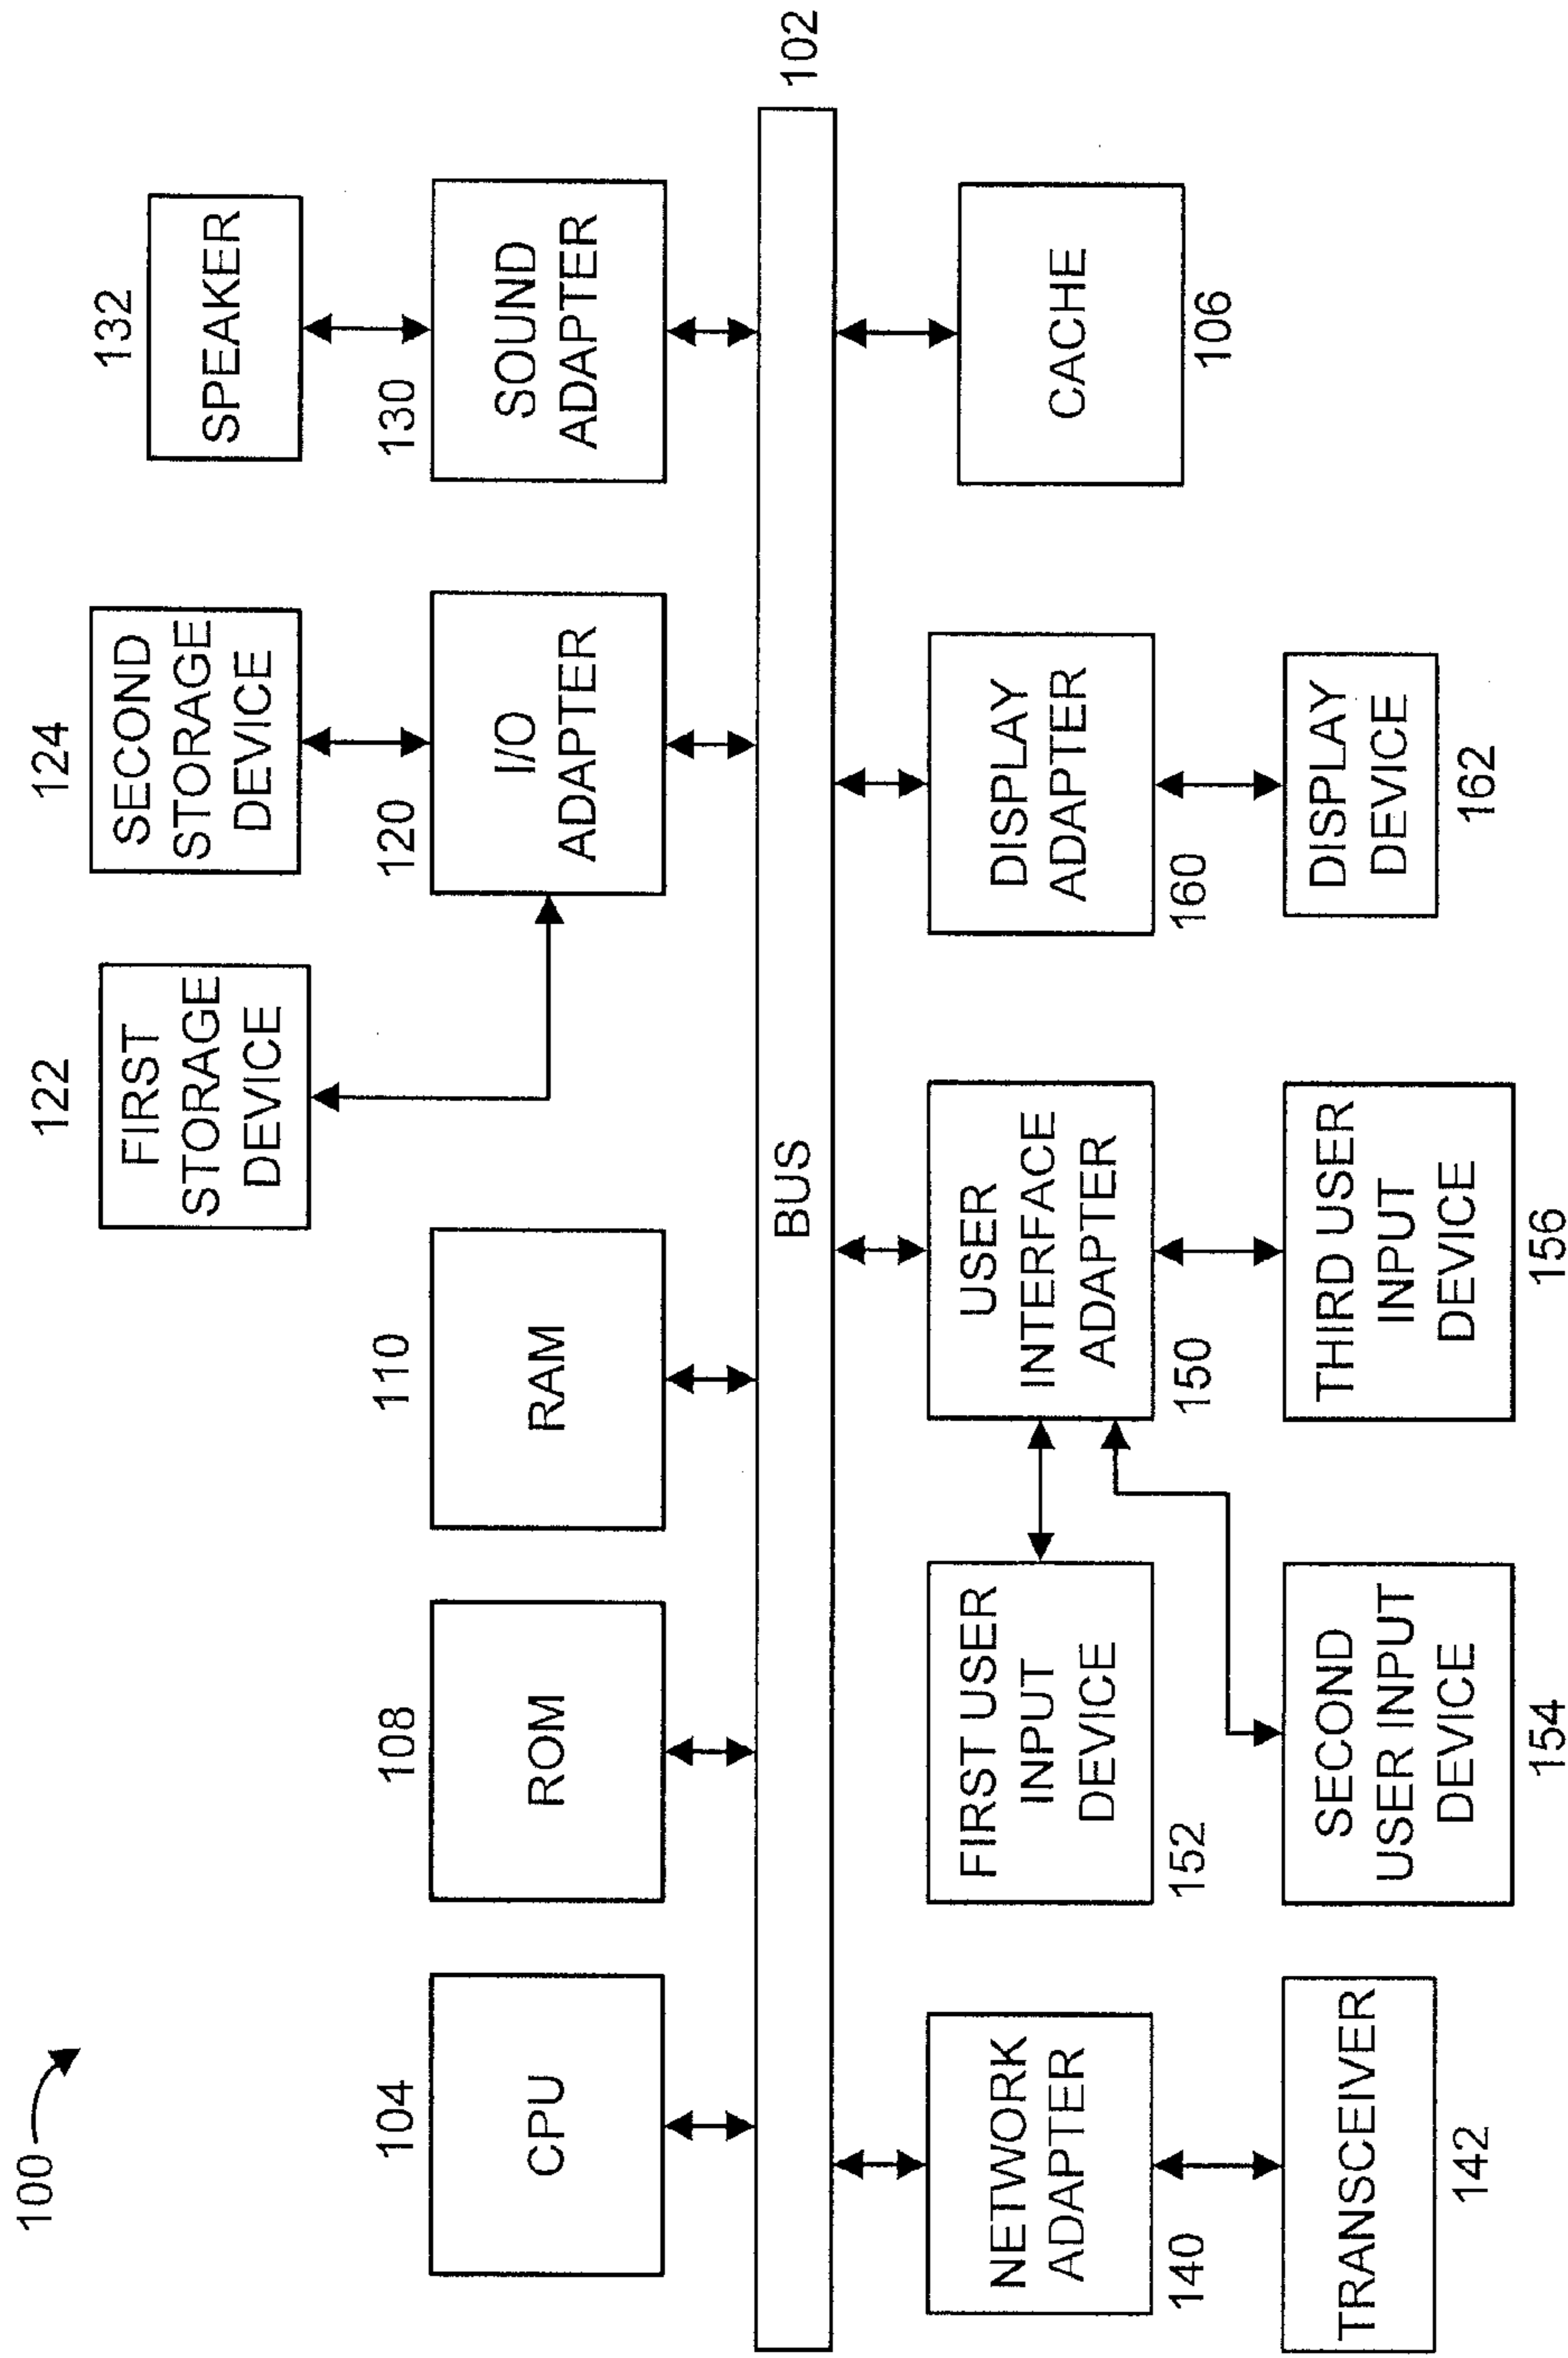 100
122
FIRST
STORAGE
DEVICE
124
SECOND
STORAGE
DEVICE
132
SPEAKER
104
CPU
108
ROM
110
RAM
120
I/O
ADAPTER
130
SOUND
ADAPTER
BUS
102
NETWORK
ADAPTER
140
FIRST USER
INPUT
DEVICE
152
USER
INTERFACE
ADAPTER
150
DISPLAY
ADAPTER
160
CACHE
106
TRANSCEIVER
142
SECOND
USER INPUT
DEVICE
154
THIRD USER
INPUT
DEVICE
156
DISPLAY
DEVICE
162